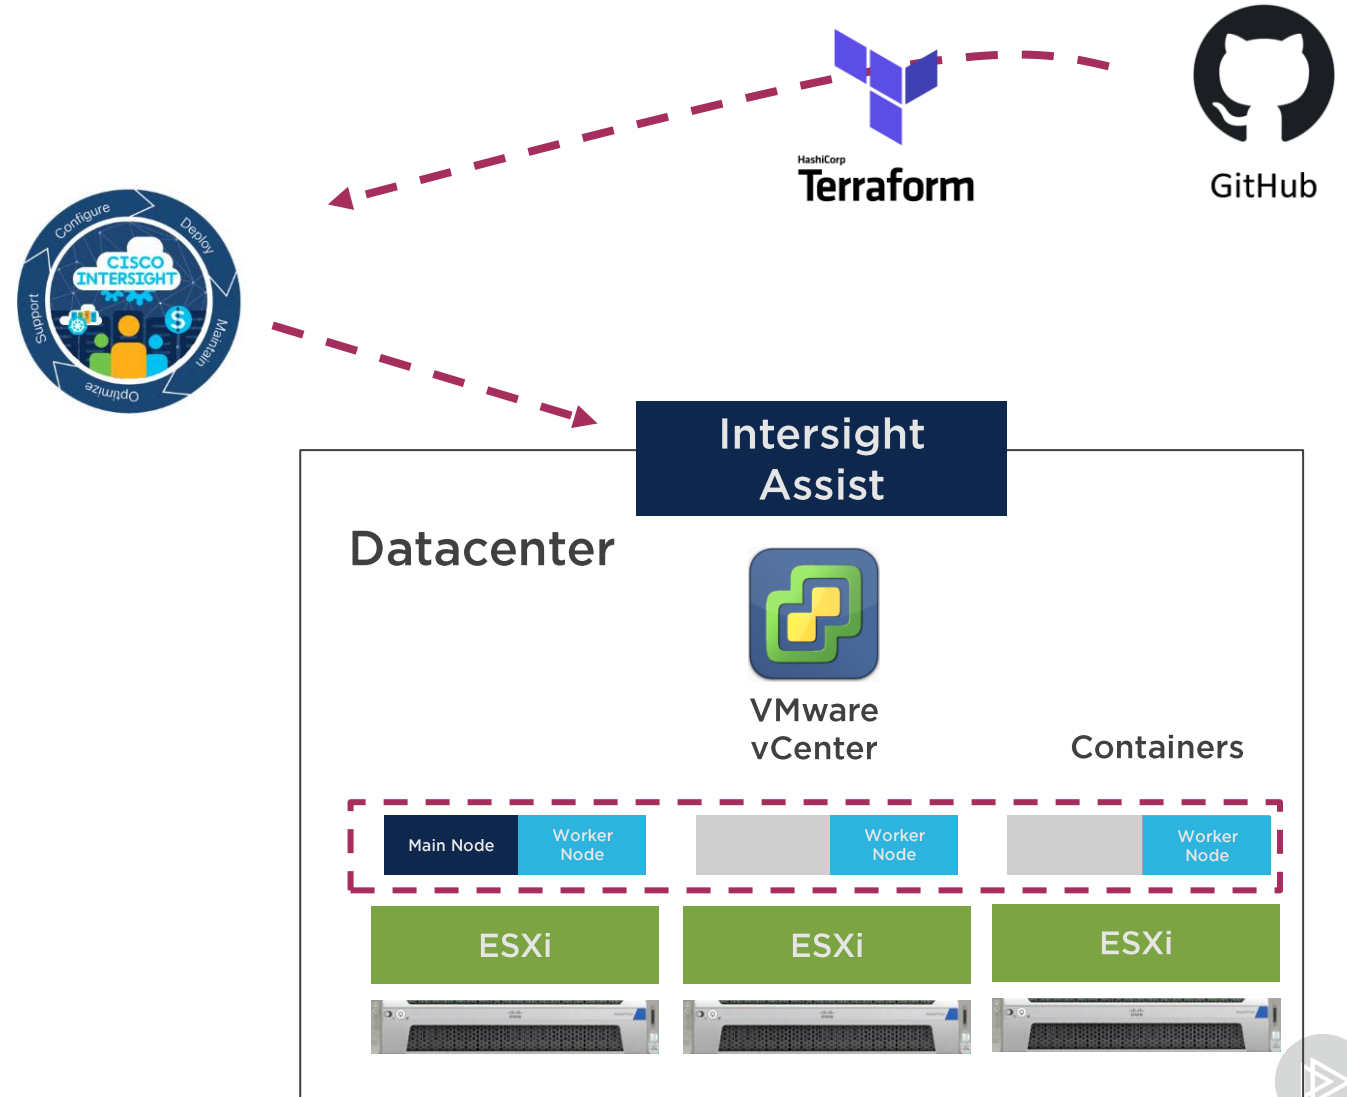 HashiCorp
Terraform
GitHub
Configure
Deploy
Maintain
Optimize
Support
CISCO
INTERSIGHT
$
Intersight
Assist
Datacenter
VMware
vCenter
Containers
Main Node
Worker
Node
Worker
Node
Worker
Node
ESXi
ESXi
ESXi